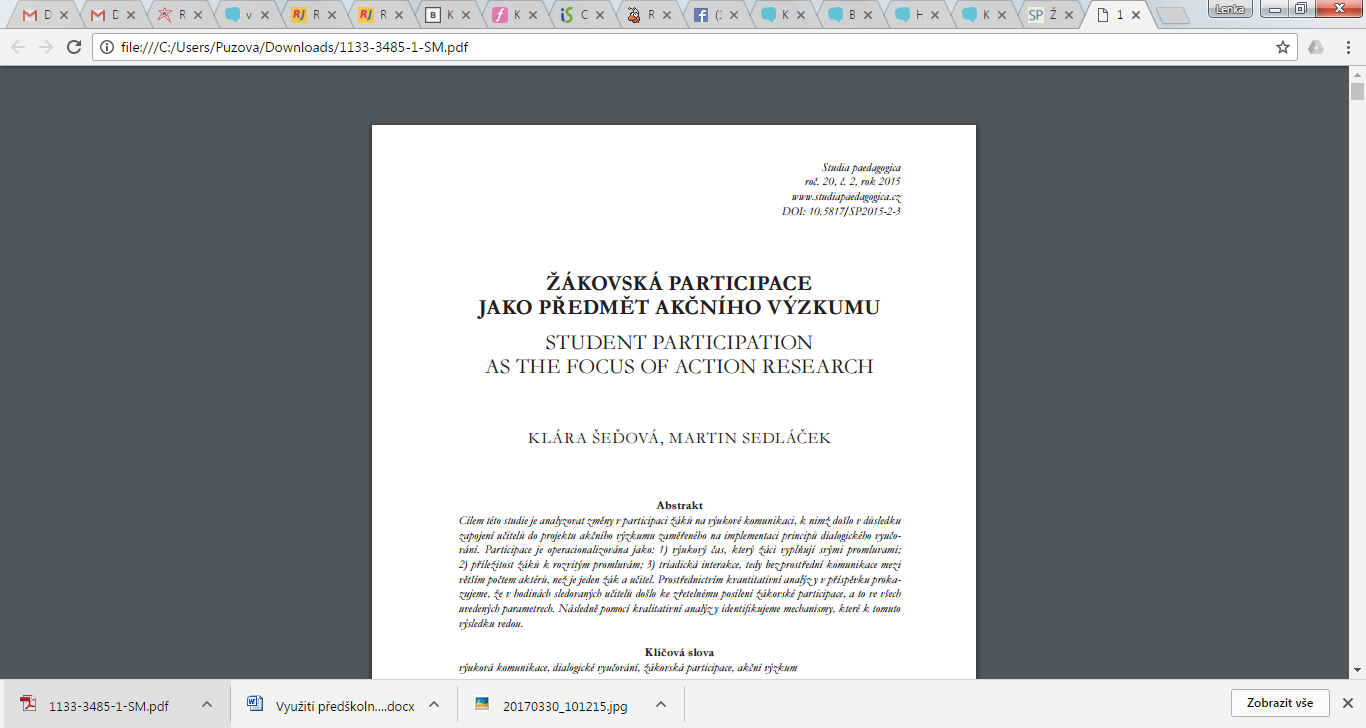 D
D
R
v
R
R
K
K
C
R
(1
K
B
H
K
Ž
1
Lenka
file:///C:/Users/Puzova/Downloads/1133-3485-1-SM.pdf
Studia paedagogica
roč. 20, č. 2, rok 2015
www.studiapaedagogica.cz
DOI: 10.5817/SP2015-2-3
ŽÁKOVSKÁ PARTICIPACE
JAKO PŘEDMĚT AKČNÍHO VÝZKUMU
STUDENT PARTICIPATION
AS THE FOCUS OF ACTION RESEARCH
KLÁRA ŠEĎOVÁ, MARTIN SEDLÁČEK
Abstrakt
Cílem této studie je analyzovat změny v participaci žáků na výukové komunikaci, k nimž došlo v důsledku
zapojení učitelů do projektu akčního výzkumu zaměřeného na implementaci principů dialogického vyučo-
vání. Participace je operacionalizována jako: 1) výukový čas, který žáci vyplňují svými promluvami;
2) příležitost žáků k rozvitým promluvám; 3) triadická interakce, tedy bezprostřední komunikace mezi
větším počtem aktérů, než je jeden žák a učitel. Prostřednictvím kvantitativní analýzy v příspěvku proka-
zujeme, že v hodinách sledovaných učitelů došlo ke zřetelnému posílení žákovské participace, a to ve všech
uvedených parametrech. Následně pomocí kvalitativní analýzy identifikujeme mechanismy, které k tomuto
výsledku vedou.
Klíčová slova
výuková komunikace, dialogické vyučování, žákovská participace, akční výzkum
1133-3485-1-SM.pdf
Využití předškoln....docx
20170330_101215.jpg
Zobrazit vše